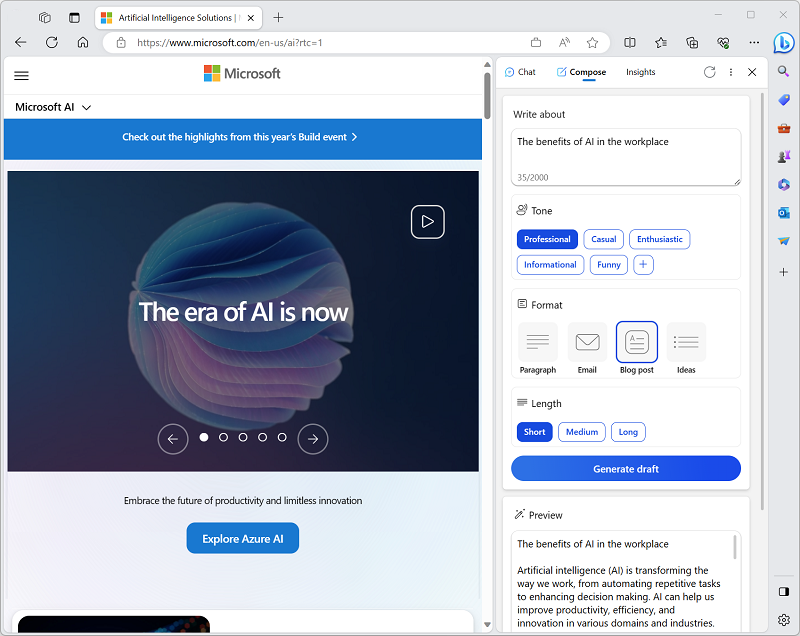 Artificial Intelligence Solutions |
https://www.microsoft.com/en-us/ai?rtc=1
Microsoft
Microsoft AI
Check out the highlights from this year's Build event
The era of AI is now
Embrace the future of productivity and limitless innovation
Explore Azure AI
Chat
Compose
Insights
Write about
The benefits of AI in the workplace
35/2000
Tone
Professional
Casual
Enthusiastic
Informational
Funny
+
Format
Paragraph
Email
Blog post
Ideas
Length
Short
Medium
Long
Generate draft
Preview
The benefits of AI in the workplace
Artificial intelligence (AI) is transforming the
way we work, from automating repetitive tasks
to enhancing decision making. AI can help us
improve productivity, efficiency, and
innovation in various domains and industries.